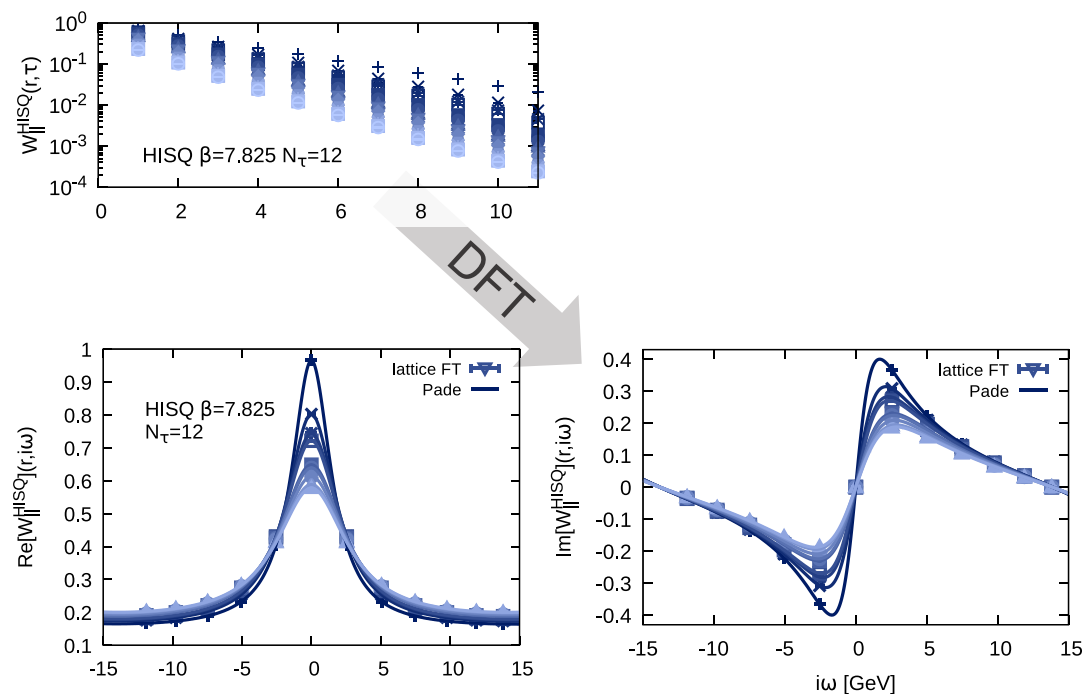 10⁰
10⁻¹
10⁻²
10⁻³
10⁻⁴
W||^HISQ(r,τ)
HISQ β=7.825 Nτ=12
0 2 4 6 8 10
DFT
1
0.9
0.8
0.7
0.6
0.5
0.4
0.3
0.2
0.1
Re[W||^HISQ](r,iω)
lattice FT
Pade
HISQ β=7.825
Nτ=12
-15 -10 -5 0 5 10 15
0.4
0.3
0.2
0.1
0
-0.1
-0.2
-0.3
-0.4
Im[W||^HISQ](r,iω)
lattice FT
Pade
-15 -10 -5 0 5 10 15
iω [GeV]